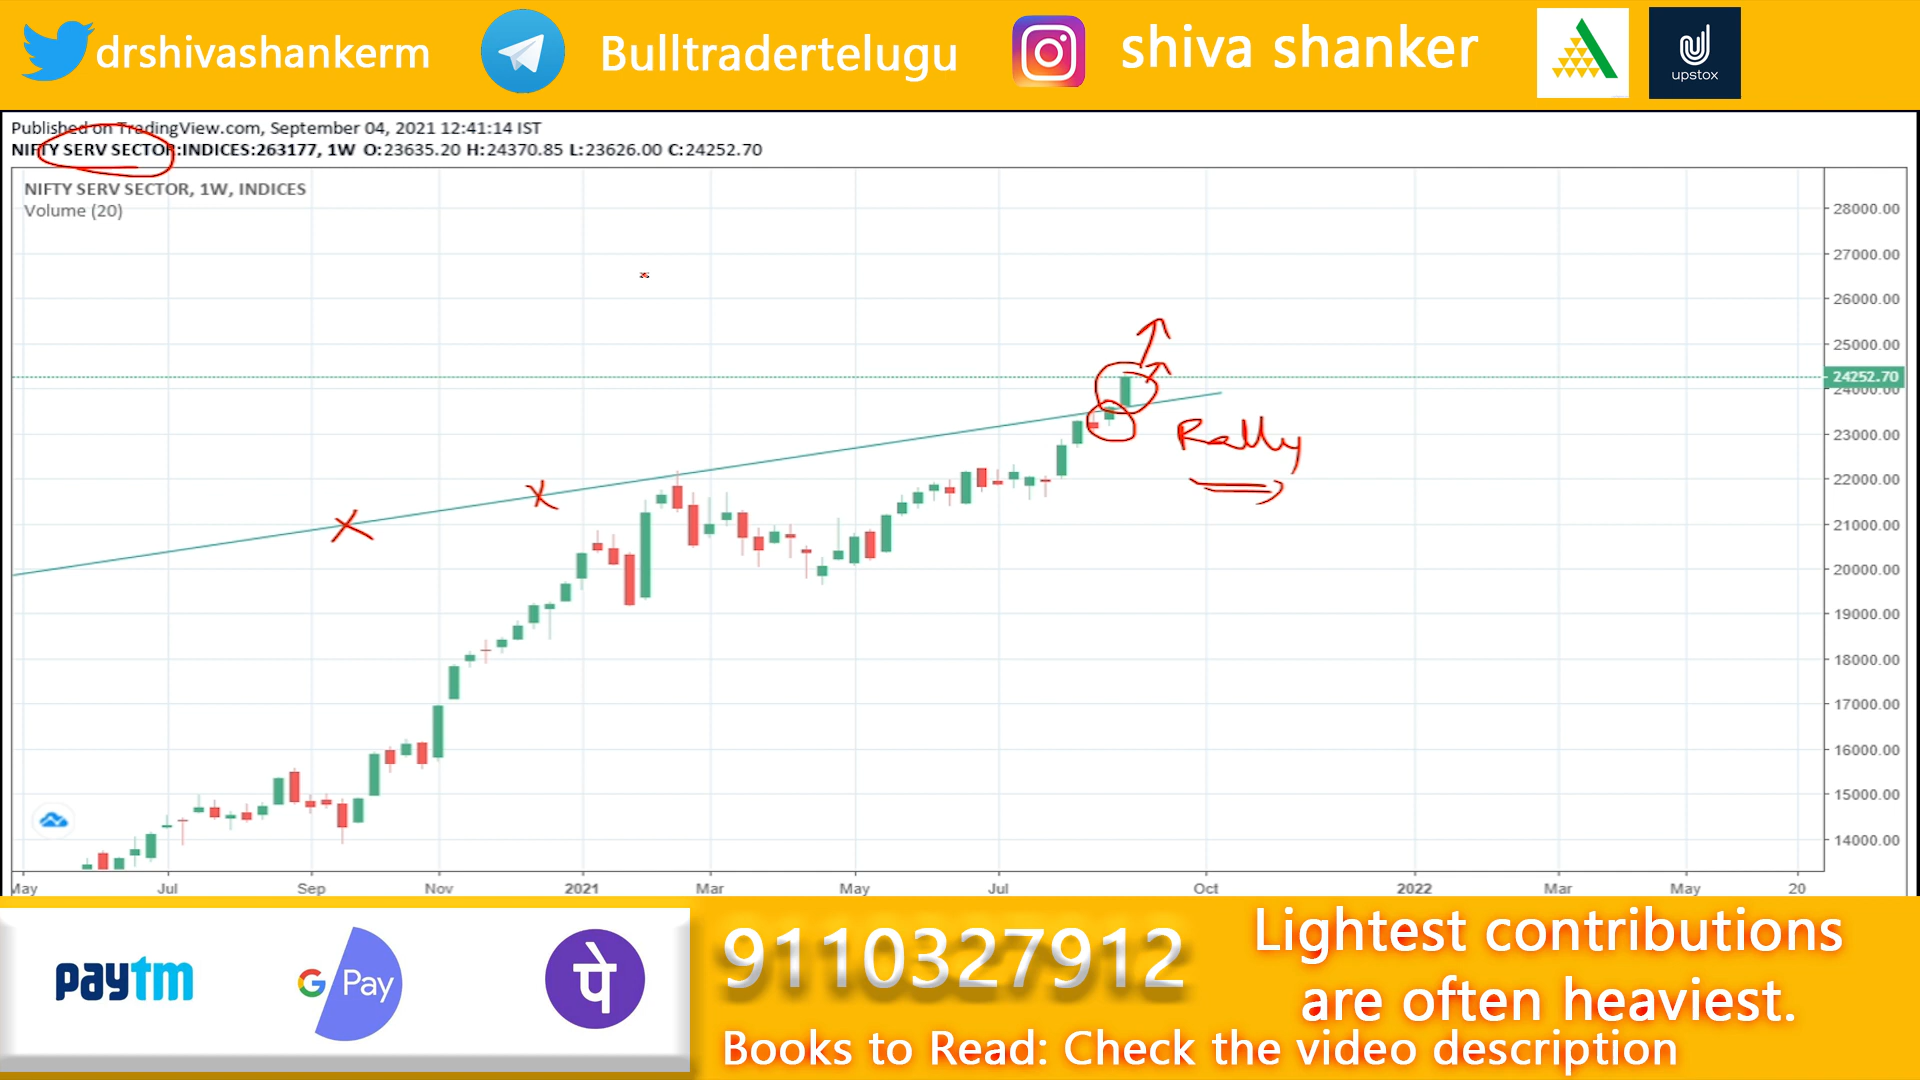 drshivashankerm Bulltradertelugu shiva shanker upstox
Published on TradingView.com, September 04, 2021 12:41:14 IST
NIFTY SERV SECTOR:INDICES:263177, 1W O:23635.20 H:24370.85 L:23626.00 C:24252.70
NIFTY SERV SECTOR, 1W, INDICES
Volume (20)
28000.00
27000.00
26000.00
25000.00
24252.70
24000.00
23000.00
22000.00
21000.00
20000.00
19000.00
18000.00
17000.00
16000.00
15000.00
14000.00
Rally
May Jul Sep Nov 2021 Mar May Jul Oct 2022 Mar May 20
paytm G Pay पे
9110327912
Lightest contributions
are often heaviest.
Books to Read: Check the video description